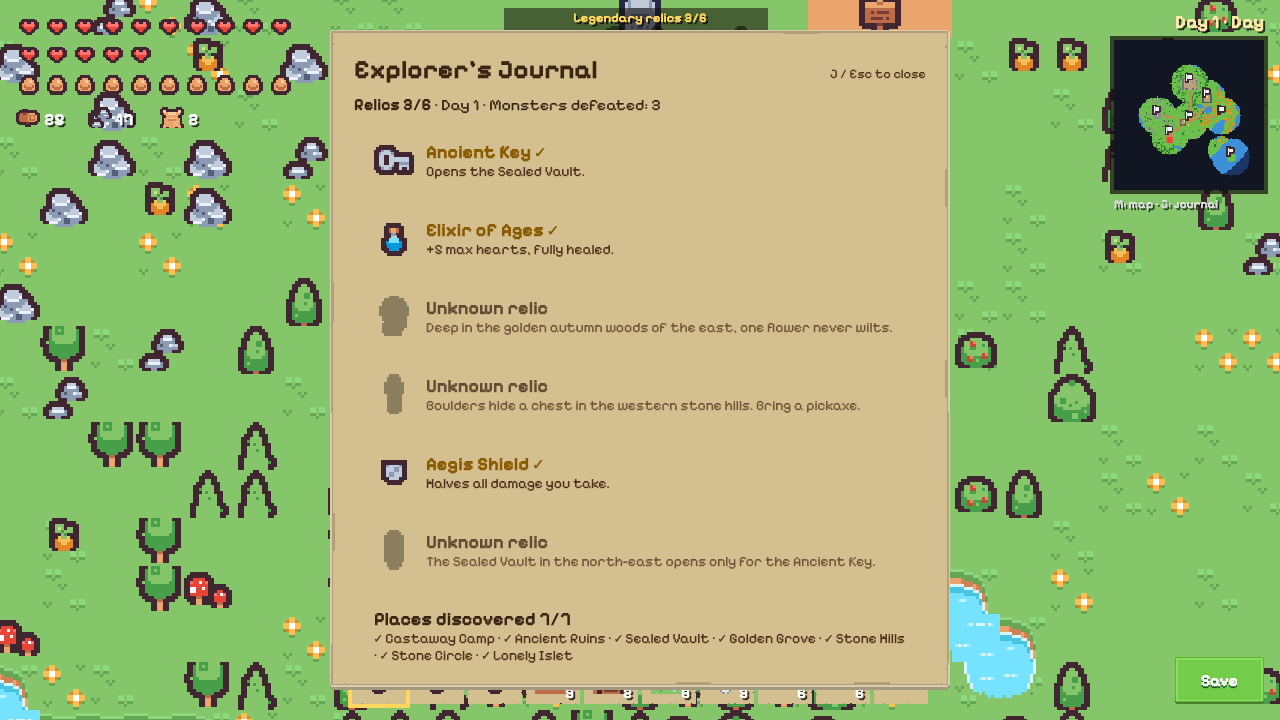 Legendary relics 3/6
Day 1 · Day
Explorer's Journal
J / Esc to close
Relics 3/6 · Day 1 · Monsters defeated: 3
8
Ancient Key ✓
Opens the Sealed Vault.
M: map · J: Journal
Elixir of Ages ✓
+5 max hearts, fully healed.
Unknown relic
Deep in the golden autumn woods of the east, one flower never wilts.
Unknown relic
Boulders hide a chest in the western stone hills. Bring a pickaxe.
Aegis Shield ✓
Halves all damage you take.
Unknown relic
The Sealed Vault in the north-east opens only for the Ancient Key.
Places discovered 7/7
✓ Castaway Camp · ✓ Ancient Ruins · ✓ Sealed Vault · ✓ Golden Grove · ✓ Stone Hills
· ✓ Stone Circle · ✓ Lonely Islet
Save